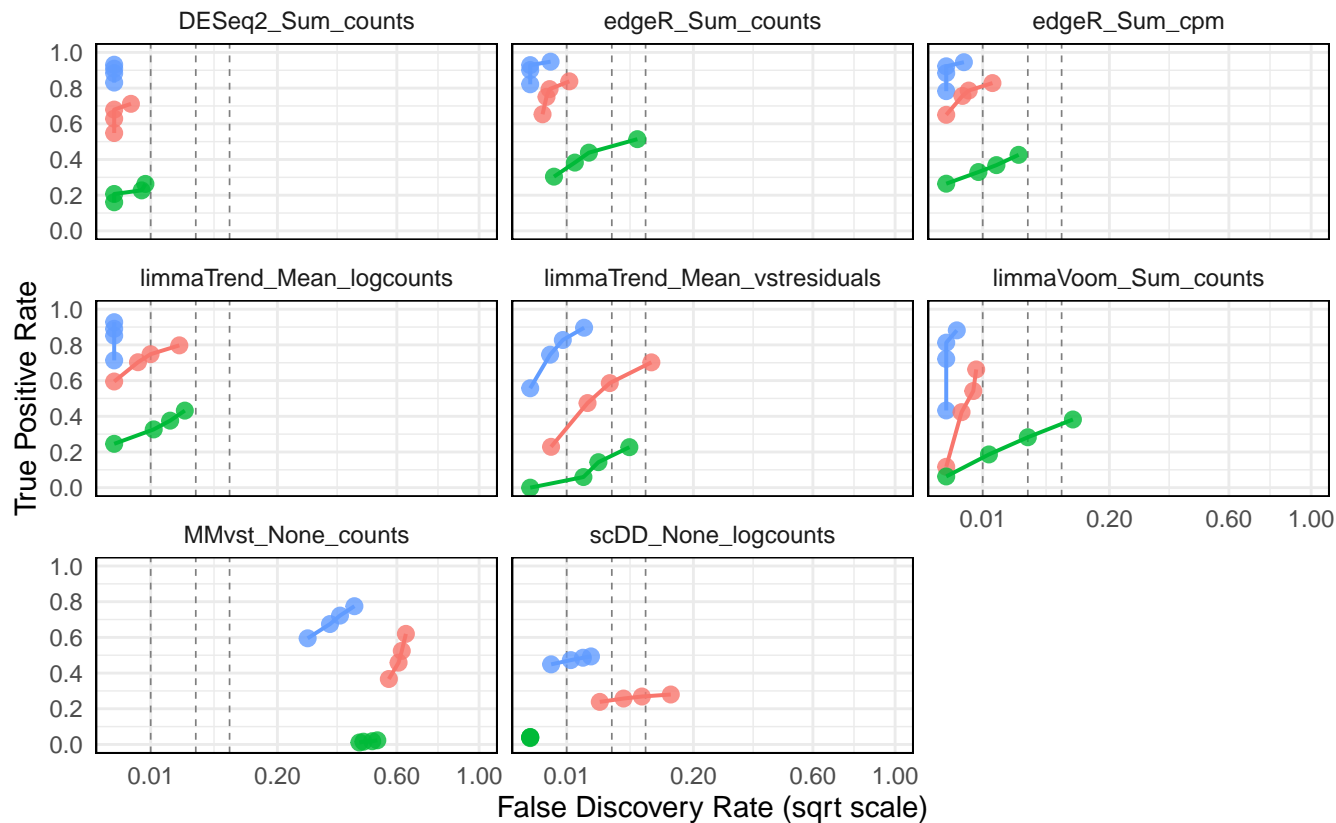 DESeq2_Sum_counts
edgeR_Sum_counts
edgeR_Sum_cpm
1.0
0.8
0.6
0.4
0.2
0.0
limmaTrend_Mean_logcounts
limmaTrend_Mean_vstresiduals
limmaVoom_Sum_counts
True Positive Rate
1.0
0.8
0.6
0.4
0.2
0.0
0.01 0.20 0.60 1.00
MMvst_None_counts
scDD_None_logcounts
1.0
0.8
0.6
0.4
0.2
0.0
0.01 0.20 0.60 1.00
0.01 0.20 0.60 1.00
False Discovery Rate (sqrt scale)